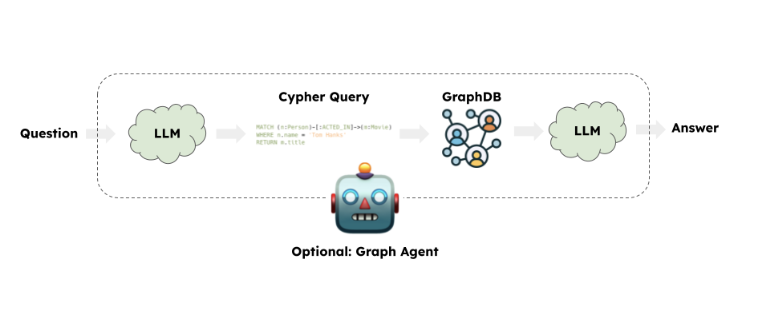 Cypher Query
GraphDB
Question
LLM
MATCH (n:Person)-[:ACTED_IN]->(m:Movie)
WHERE n.name = 'Tom Hanks'
RETURN m.title
LLM
Answer
Optional: Graph Agent